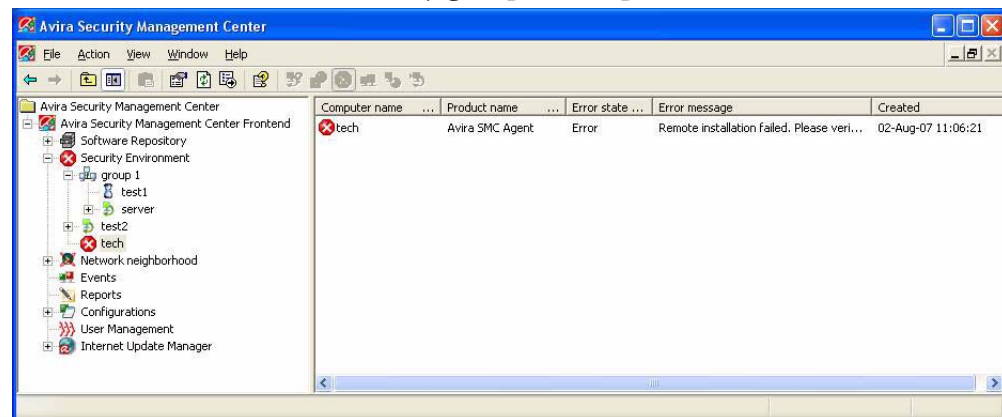 Avira Security Management Center
File Action View Window Help
Avira Security Management Center
Avira Security Management Center Frontend
Software Repository
Security Environment
group 1
test1
server
test2
tech
Network neighborhood
Events
Reports
Configurations
User Management
Internet Update Manager
Computer name ... Product name ... Error state ... Error message Created
tech Avira SMC Agent Error Remote installation failed. Please veri... 02-Aug-07 11:06:21